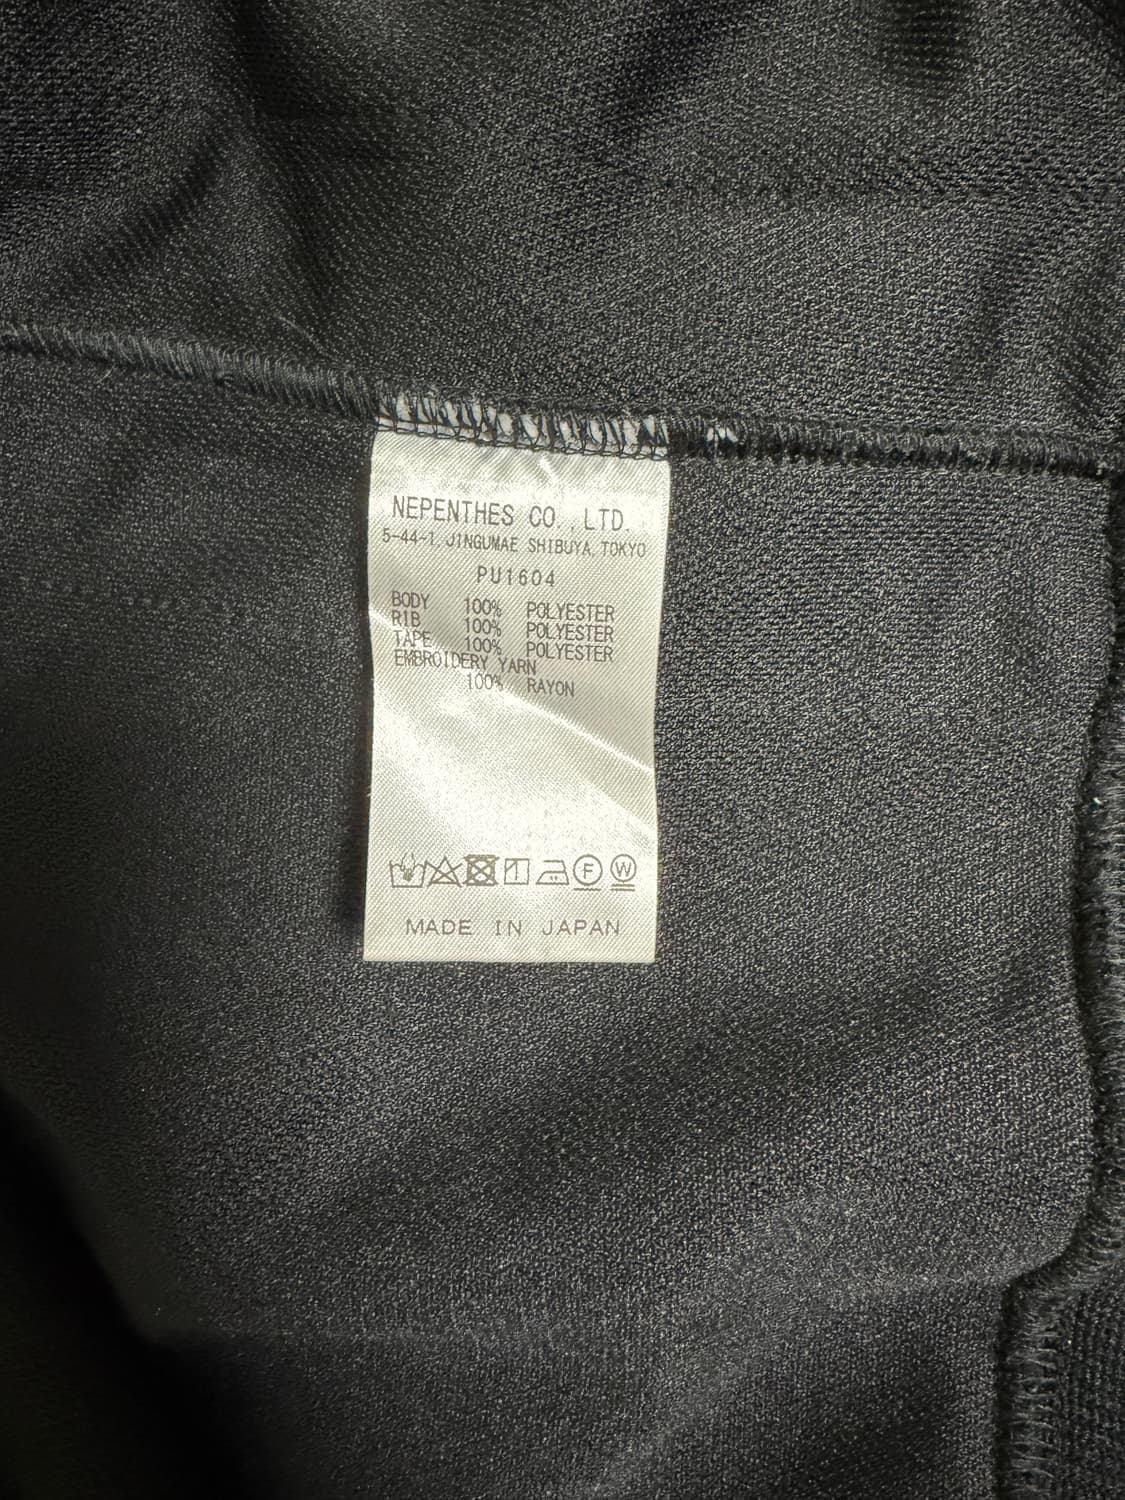 NEPENTHES CO.,LTD.
5-44-1, JINGUMAE SHIBUYA, TOKYO
PU1604
BODY 100% POLYESTER
RIB 100% POLYESTER
TAPE 100% POLYESTER
EMBROIDERY YARN
100% RAYON
F W
MADE IN JAPAN